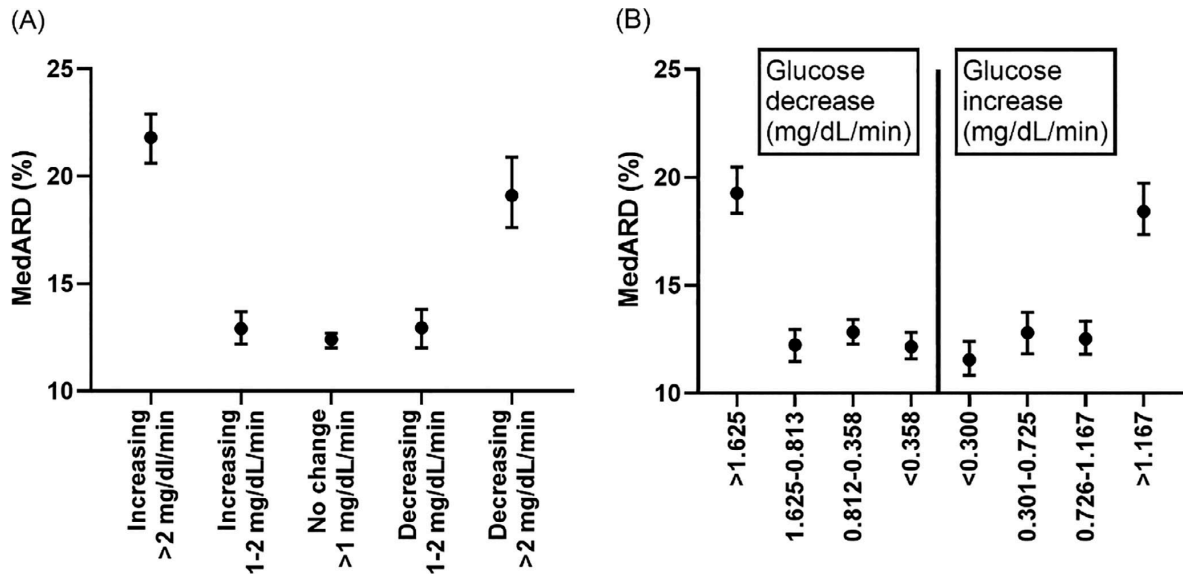 (A)
MedARD (%)
25
20
15
10
Increasing
>2 mg/dl/min
Increasing
1-2 mg/dL/min
No change
>1 mg/dL/min
Decreasing
1-2 mg/dL/min
Decreasing
>2 mg/dL/min
(B)
MedARD (%)
25
20
15
10
Glucose
decrease
(mg/dL/min)
Glucose
increase
(mg/dL/min)
>1.625
1.625-0.813
0.812-0.358
<0.358
<0.300
0.301-0.725
0.726-1.167
>1.167